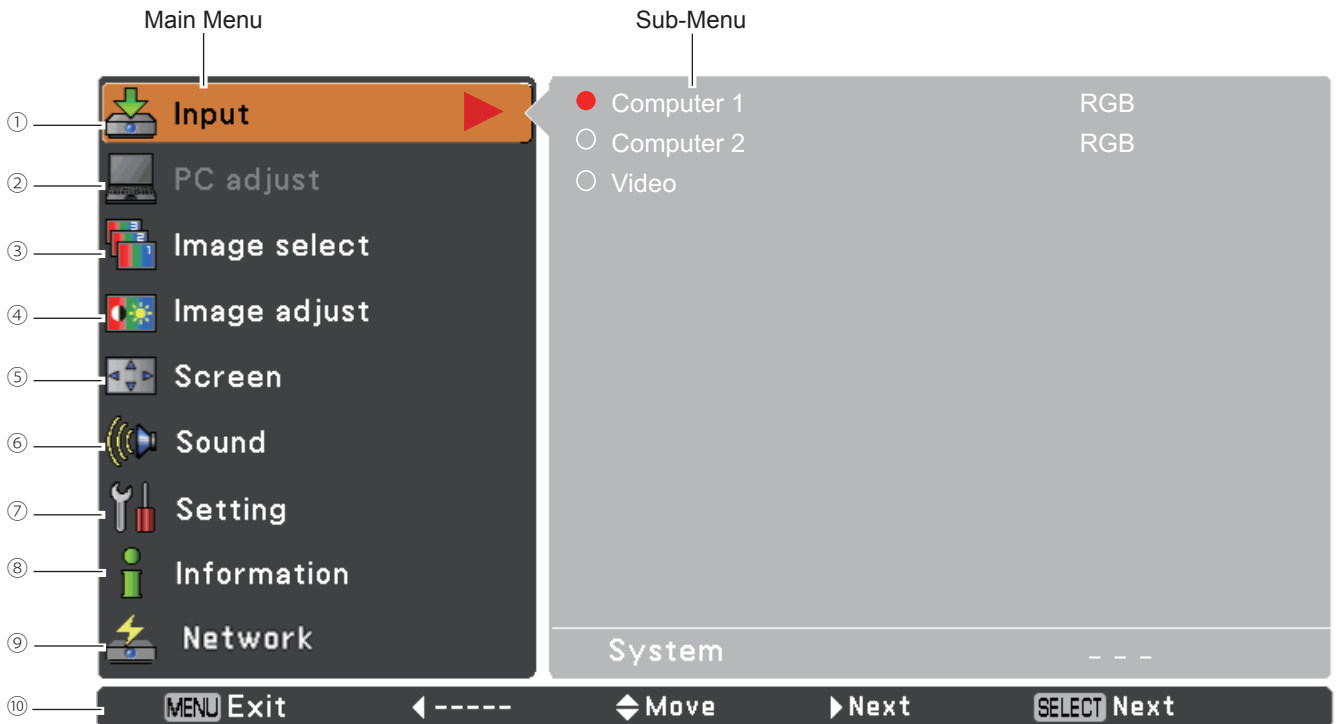 Main Menu
Sub-Menu
① Input
② PC adjust
③ Image select
④ Image adjust
⑤ Screen
⑥ Sound
⑦ Setting
⑧ Information
⑨ Network
Computer 1 RGB
Computer 2 RGB
Video
System - - -
⑩ MENU Exit ◀ ----- Move ▶ Next SELECT Next